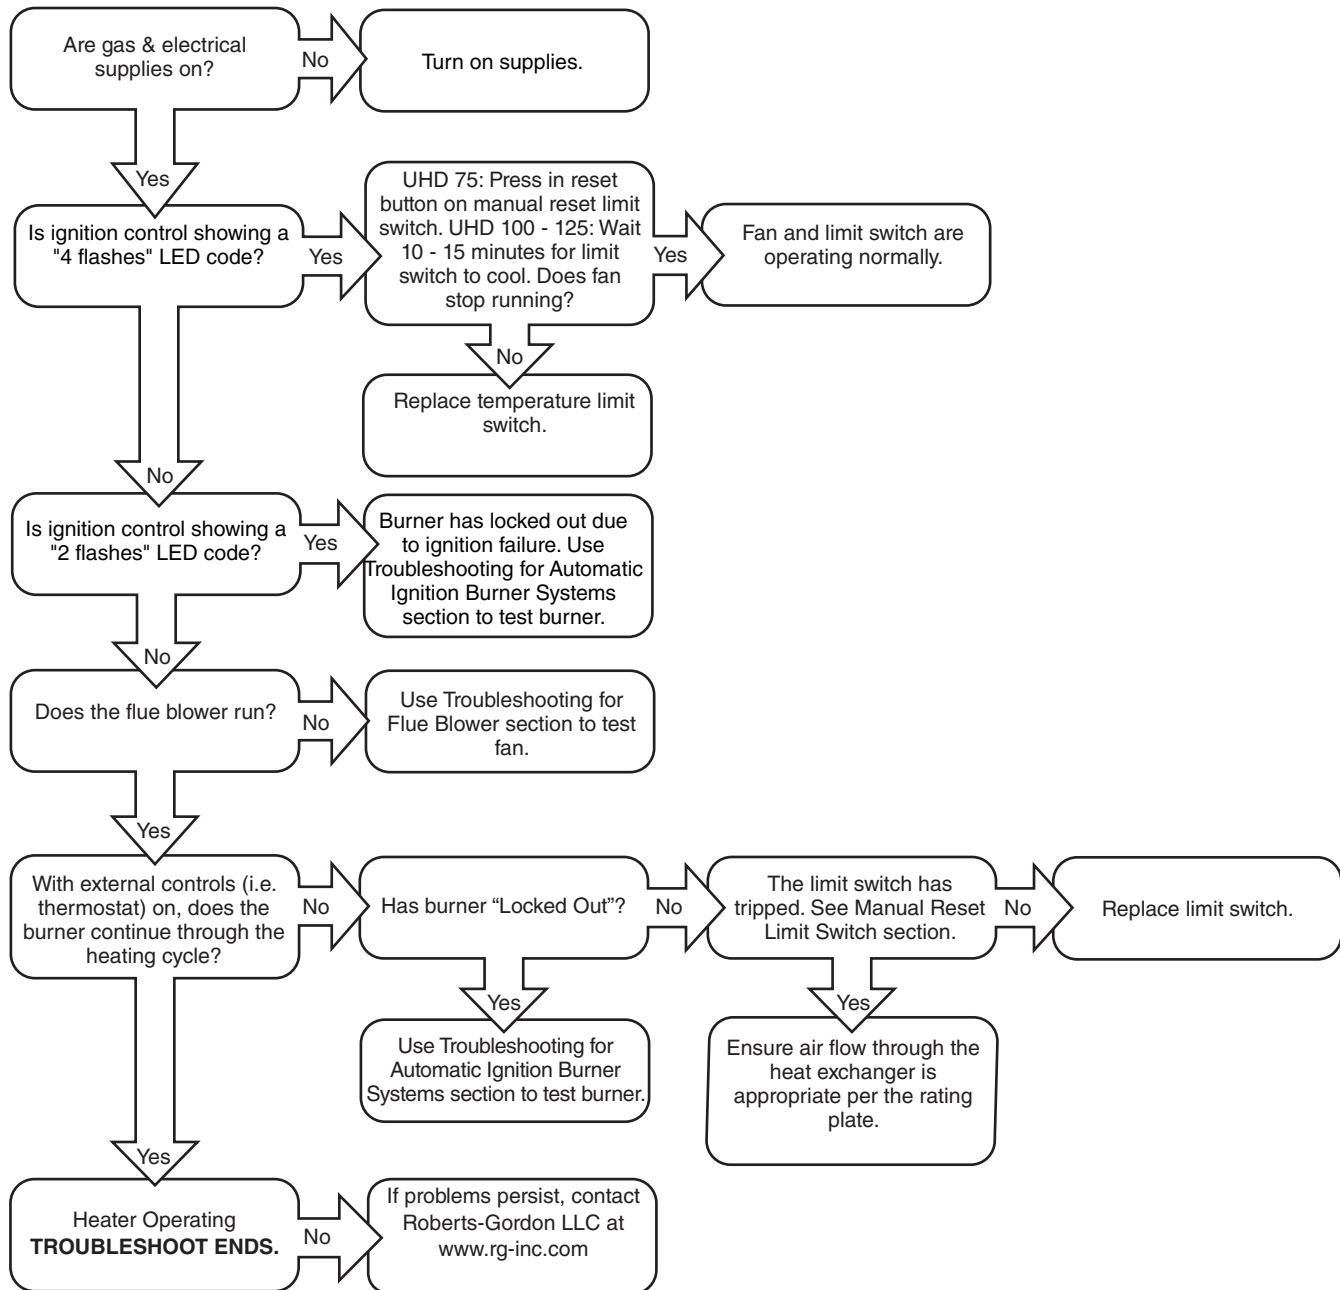 Are gas & electrical
supplies on?
No
Turn on supplies.
Yes
Is ignition control showing a
"4 flashes" LED code?
Yes
UHD 75: Press in reset
button on manual reset limit
switch. UHD 100 - 125: Wait
10 - 15 minutes for limit
switch to cool. Does fan
stop running?
Yes
Fan and limit switch are
operating normally.
No
Replace temperature limit
switch.
No
Is ignition control showing a
"2 flashes" LED code?
Yes
Burner has locked out due
to ignition failure. Use
Troubleshooting for Automatic
Ignition Burner Systems
section to test burner.
No
Does the flue blower run?
No
Use Troubleshooting for
Flue Blower section to test
fan.
Yes
With external controls (i.e.
thermostat) on, does the
burner continue through the
heating cycle?
No
Has burner “Locked Out”?
No
The limit switch has
tripped. See Manual Reset
Limit Switch section.
No
Replace limit switch.
Yes
Use Troubleshooting for
Automatic Ignition Burner
Systems section to test burner.
Yes
Ensure air flow through the
heat exchanger is
appropriate per the rating
plate.
Yes
Heater Operating
TROUBLESHOOT ENDS.
No
If problems persist, contact
Roberts-Gordon LLC at
www.rg-inc.com